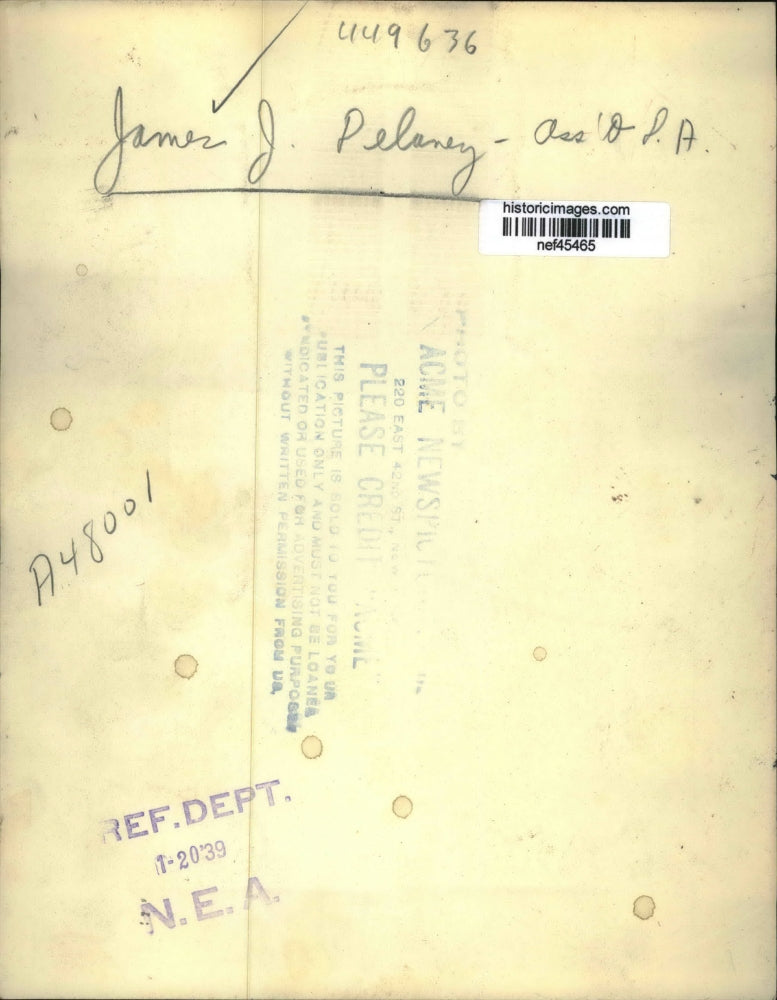 449636
James J. Delaney - Ass't D.A.
historicimages.com
nef45465
PHOTO BY
ACME
220 EAST 42ND ST., NEW
PLEASE CREDIT "ACME"
THIS PICTURE IS SOLD TO YOU FOR YOUR
PUBLICATION ONLY AND MUST NOT BE LOANED
SYNDICATED OR USED FOR ADVERTISING PURPOSES
WITHOUT WRITTEN PERMISSION FROM US.
A48001
REF. DEPT.
1-20'39
N.E.A.